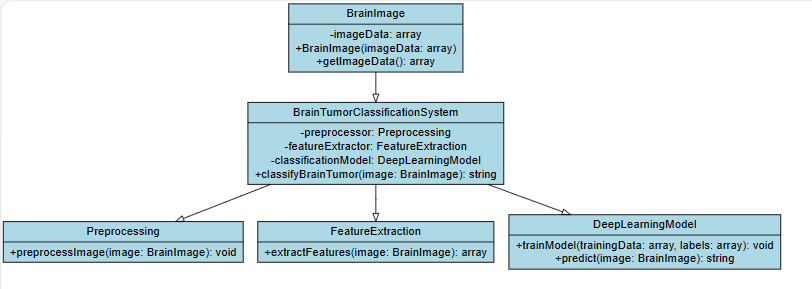 BrainImage
-imageData: array
+BrainImage(imageData: array)
+getImageData(): array
BrainTumorClassificationSystem
-preprocessor: Preprocessing
-featureExtractor: FeatureExtraction
-classificationModel: DeepLearningModel
+classifyBrainTumor(image: BrainImage): string
Preprocessing
+preprocessImage(image: BrainImage): void
FeatureExtraction
+extractFeatures(image: BrainImage): array
DeepLearningModel
+trainModel(trainingData: array, labels: array): void
+predict(image: BrainImage): string